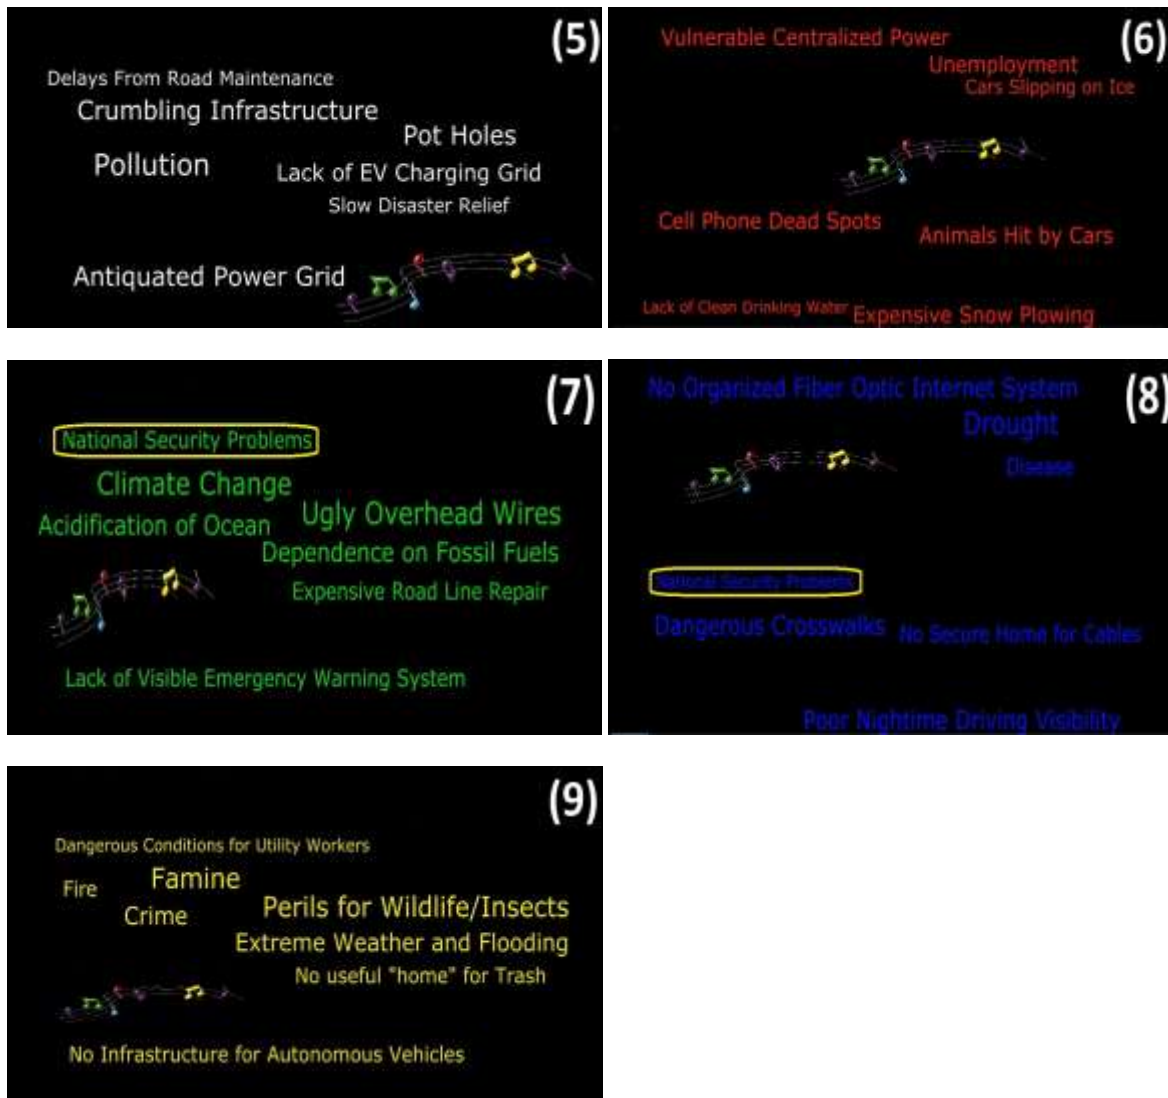 (5)
Delays From Road Maintenance
Crumbling Infrastructure
Pot Holes
Pollution
Lack of EV Charging Grid
Slow Disaster Relief
Antiquated Power Grid
(6)
Vulnerable Centralized Power
Unemployment
Cars Slipping on Ice
Cell Phone Dead Spots
Animals Hit by Cars
Lack of Clean Drinking Water
Expensive Snow Plowing
(7)
National Security Problems
Climate Change
Ugly Overhead Wires
Acidification of Ocean
Dependence on Fossil Fuels
Expensive Road Line Repair
Lack of Visible Emergency Warning System
(8)
No Organized Fiber Optic Internet System
Drought
Disease
National Security Problems
Dangerous Crosswalks
No Secure Home for Cables
Poor Nightime Driving Visibility
(9)
Dangerous Conditions for Utility Workers
Famine
Fire
Crime
Perils for Wildlife/Insects
Extreme Weather and Flooding
No useful "home" for Trash
No Infrastructure for Autonomous Vehicles